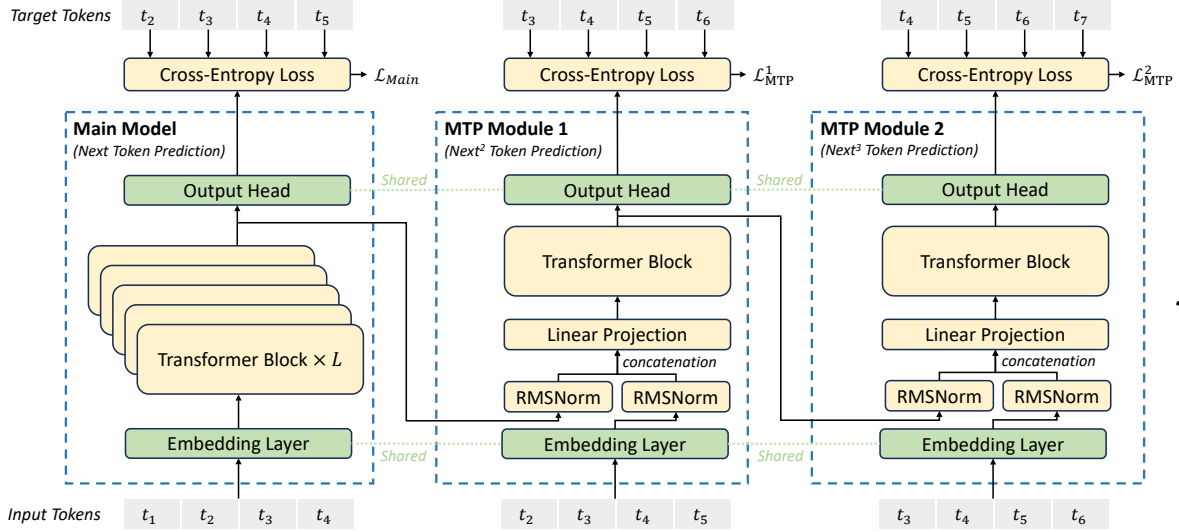 Target Tokens t₂ t₃ t₄ t₅ t₃ t₄ t₅ t₆ t₄ t₅ t₆ t₇
Cross-Entropy Loss ℒ_Main Cross-Entropy Loss ℒ¹_MTP Cross-Entropy Loss ℒ²_MTP
Main Model MTP Module 1 MTP Module 2
(Next Token Prediction) (Next² Token Prediction) (Next³ Token Prediction)
Output Head Shared Output Head Shared Output Head
Transformer Block Transformer Block
Linear Projection Linear Projection
Transformer Block × L concatenation concatenation
RMSNorm RMSNorm RMSNorm RMSNorm
Embedding Layer Shared Embedding Layer Shared Embedding Layer
Input Tokens t₁ t₂ t₃ t₄ t₂ t₃ t₄ t₅ t₃ t₄ t₅ t₆